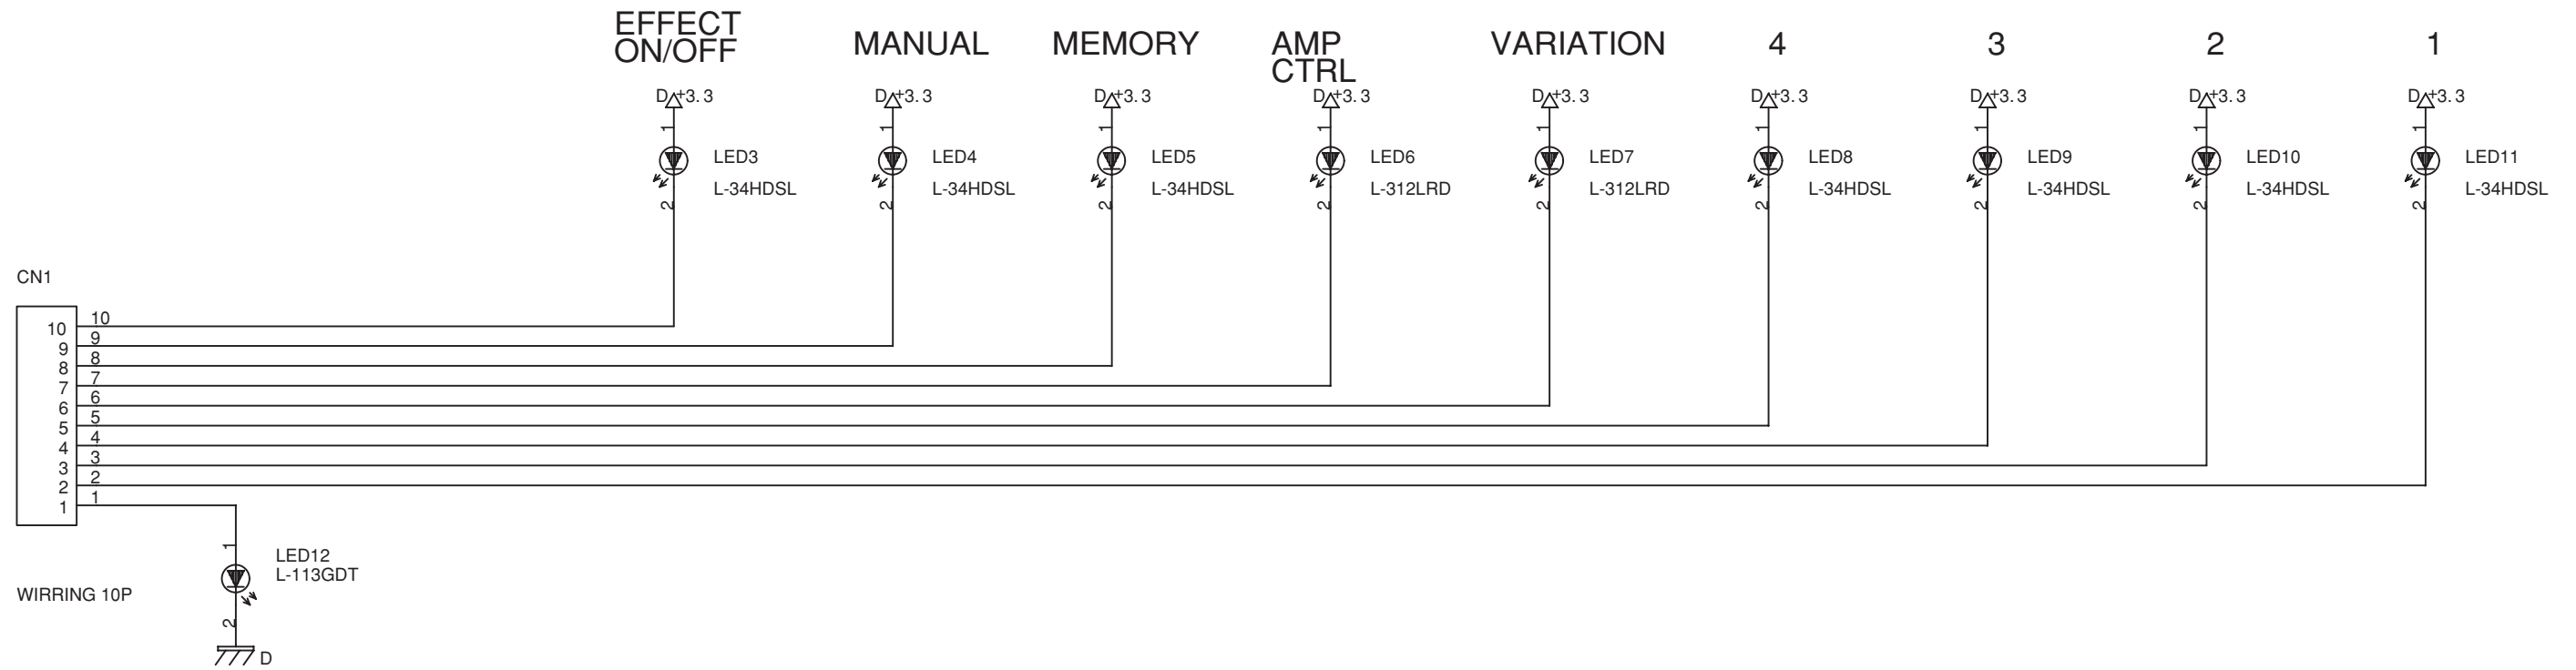 EFFECT
ON/OFF
MANUAL
MEMORY
AMP
CTRL
VARIATION
4
3
2
1
D +3.3
D +3.3
D +3.3
D +3.3
D +3.3
D +3.3
D +3.3
D +3.3
D +3.3
1
1
1
1
1
1
1
1
1
LED3
L-34HDSL
LED4
L-34HDSL
LED5
L-34HDSL
LED6
L-312LRD
LED7
L-312LRD
LED8
L-34HDSL
LED9
L-34HDSL
LED10
L-34HDSL
LED11
L-34HDSL
2
2
2
2
2
2
2
2
2
CN1
10 10
9 9
8 8
7 7
6 6
5 5
4 4
3 3
2 2
1 1
1
LED12
L-113GDT
2
D
WIRRING 10P